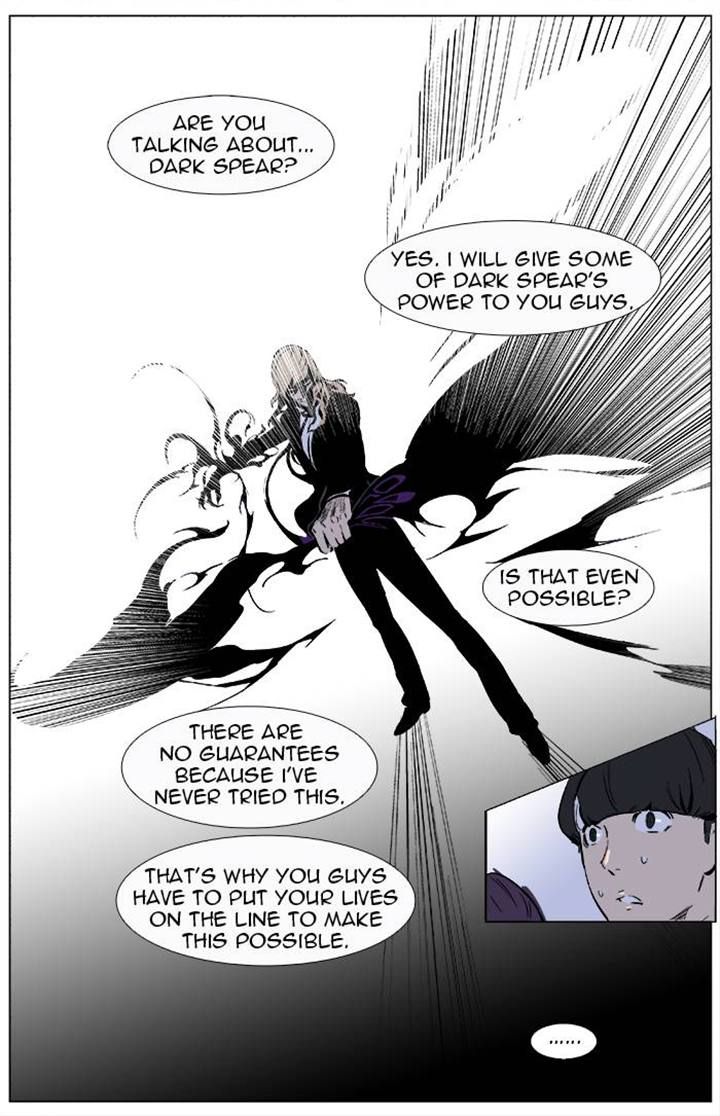 ARE YOU
TALKING ABOUT...
DARK SPEAR?
YES. I WILL GIVE SOME
OF DARK SPEAR'S
POWER TO YOU GUYS.
IS THAT EVEN
POSSIBLE?
THERE ARE
NO GUARANTEES
BECAUSE I'VE
NEVER TRIED THIS.
THAT'S WHY YOU GUYS
HAVE TO PUT YOUR LIVES
ON THE LINE TO MAKE
THIS POSSIBLE.
......